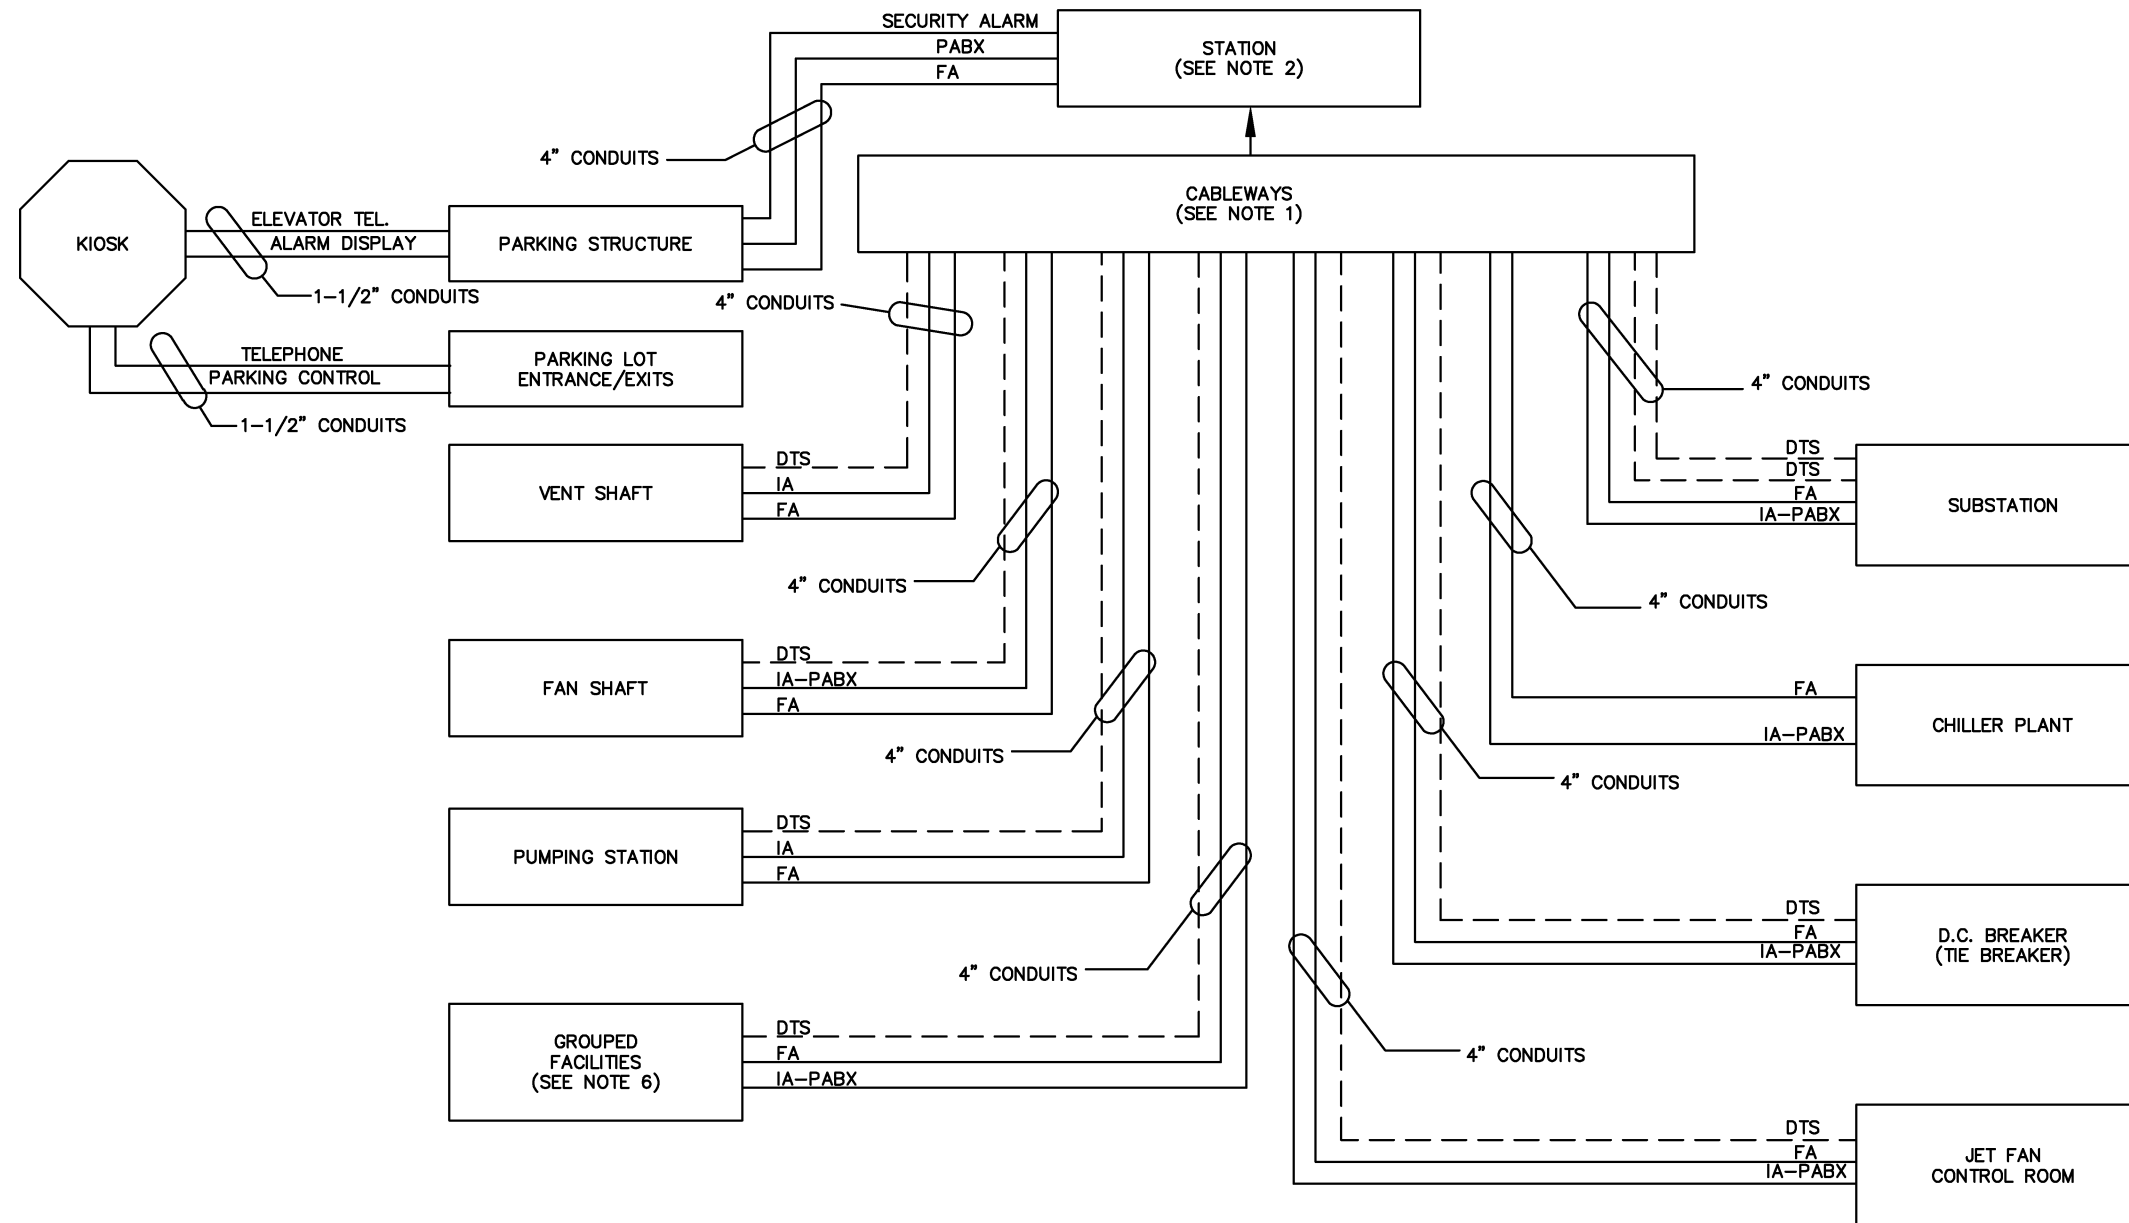 SECURITY ALARM
PABX
FA
STATION
(SEE NOTE 2)
4" CONDUITS
CABLEWAYS
(SEE NOTE 1)
KIOSK
ELEVATOR TEL.
ALARM DISPLAY
PARKING STRUCTURE
1-1/2" CONDUITS
4" CONDUITS
TELEPHONE
PARKING CONTROL
PARKING LOT
ENTRANCE/EXITS
1-1/2" CONDUITS
4" CONDUITS
VENT SHAFT
DTS
IA
FA
DTS
DTS
FA
IA-PABX
SUBSTATION
4" CONDUITS
4" CONDUITS
FAN SHAFT
DTS
IA-PABX
FA
FA
IA-PABX
CHILLER PLANT
4" CONDUITS
4" CONDUITS
PUMPING STATION
DTS
IA
FA
DTS
FA
IA-PABX
D.C. BREAKER
(TIE BREAKER)
4" CONDUITS
GROUPED
FACILITIES
(SEE NOTE 6)
DTS
FA
IA-PABX
4" CONDUITS
DTS
FA
IA-PABX
JET FAN
CONTROL ROOM